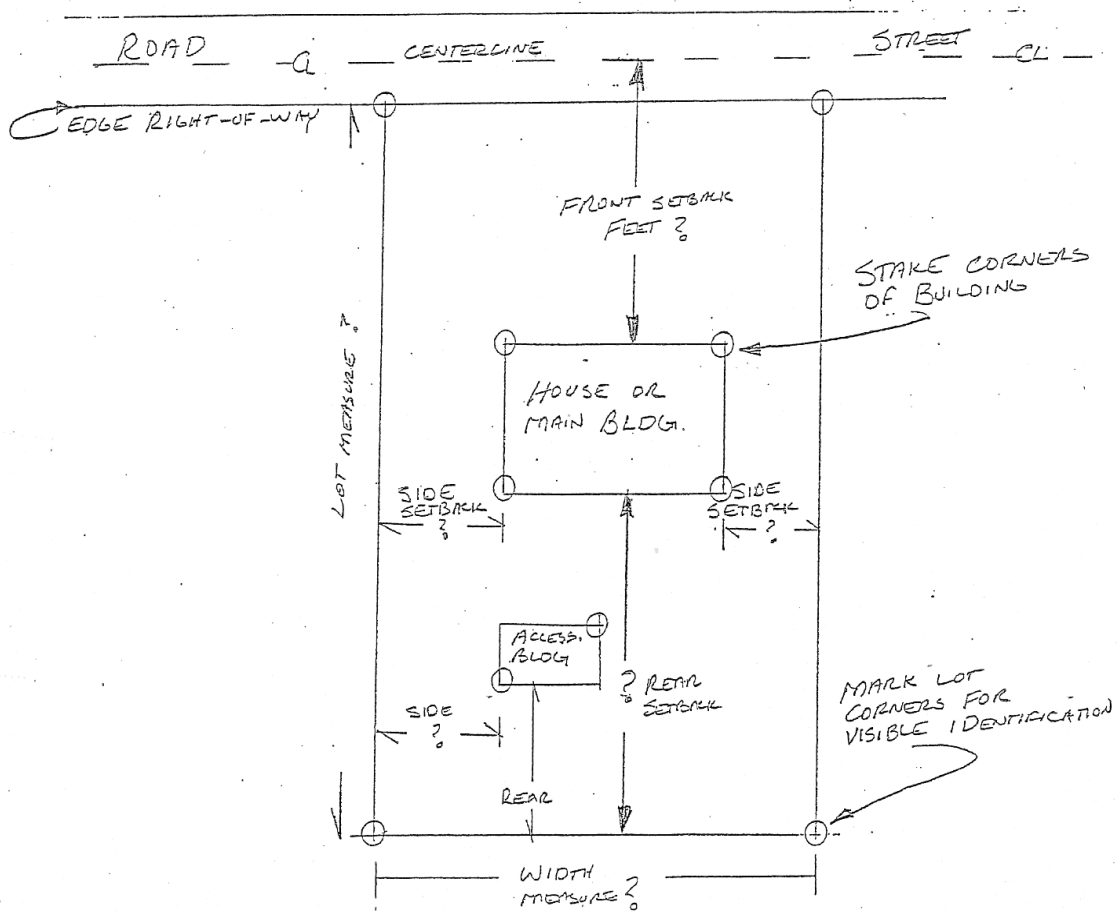 ROAD CL CENTERLINE STREET CL
EDGE RIGHT-OF-WAY
FRONT SETBACK
FEET ?
STAKE CORNERS
OF BUILDING
LOT MEASURE ?
HOUSE OR
MAIN BLDG.
SIDE
SETBACK
?
SIDE
SETBACK
?
ACCESS.
BLDG
? REAR
SETBACK
SIDE
?
REAR
MARK LOT
CORNERS FOR
VISIBLE IDENTIFICATION
WIDTH
MEASURE ?